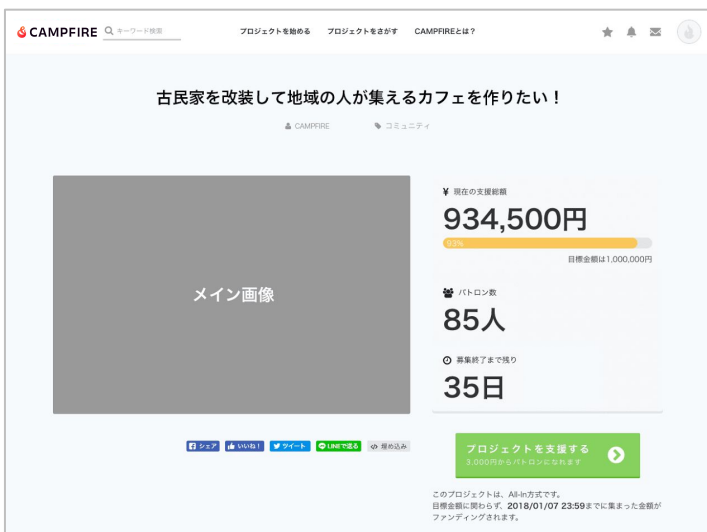 CAMPFIRE キーワード検索 プロジェクトを始める プロジェクトをさがす CAMPFIREとは？
古民家を改装して地域の人が集えるカフェを作りたい！
CAMPFIRE コミュニティ
メイン画像
¥ 現在の支援総額
934,500円
93%
目標金額は1,000,000円
パトロン数
85人
募集終了まで残り
35日
シェア いいね！ ツイート LINEで送る 埋め込み
プロジェクトを支援する
3,000円からパトロンになれます
このプロジェクトは、All-In方式です。
目標金額に関わらず、2018/01/07 23:59までに集まった金額が
ファンディングされます。